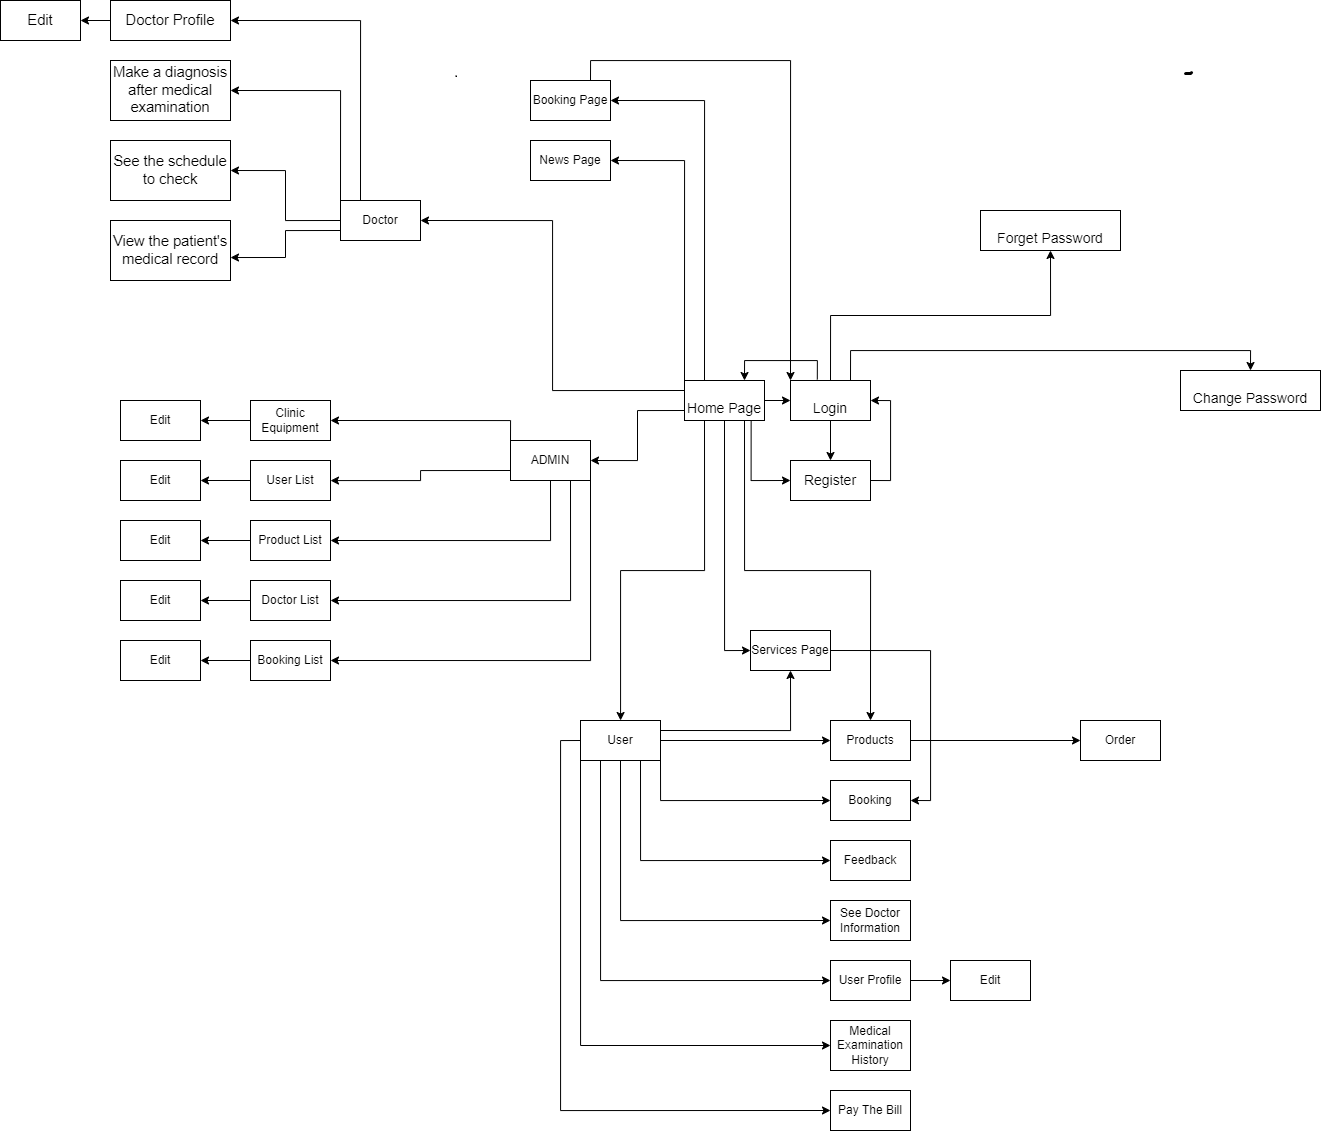 Edit
Doctor Profile
Make a diagnosis
after medical
examination
See the schedule
to check
View the patient's
medical record
Doctor
Booking Page
News Page
Forget Password
Change Password
Home Page
Login
Register
ADMIN
Clinic
Equipment
Edit
User List
Edit
Product List
Edit
Doctor List
Edit
Booking List
Edit
Services Page
User
Products
Order
Booking
Feedback
See Doctor
Information
User Profile
Edit
Medical
Examination
History
Pay The Bill